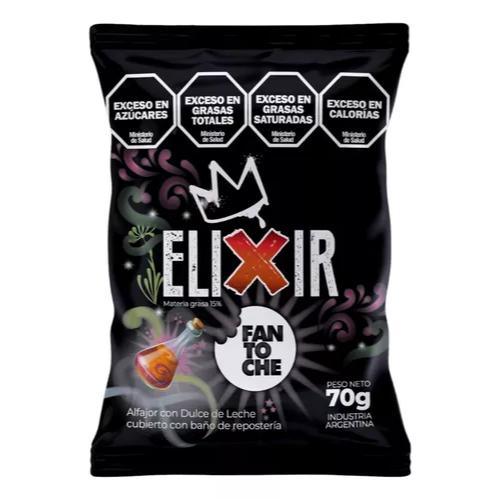 EXCESO EN
AZÚCARES
Ministerio
de Salud
EXCESO EN
GRASAS
TOTALES
Ministerio
de Salud
EXCESO EN
GRASAS
SATURADAS
Ministerio
de Salud
EXCESO EN
CALORÍAS
Ministerio
de Salud
ELIXIR
Materia grasa 15%
FAN
TO
CHE
PESO NETO
70g
INDUSTRIA
ARGENTINA
Alfajor con Dulce de Leche
cubierto con baño de repostería